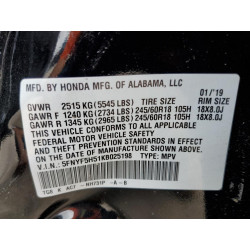 MFD. BY HONDA MFG. OF ALABAMA, LLC 01/'19
GVWR 2515 KG (5545 LBS) TIRE SIZE RIM SIZE
GAWR F 1240 KG (2734 LBS) 245/60R18 105H 18X8.0J
GAWR R 1345 KG (2965 LBS) 245/60R18 105H 18X8.0J
THIS VEHICLE CONFORMS TO ALL APPLICABLE
FEDERAL MOTOR VEHICLE SAFETY STANDARDS
IN EFFECT ON THE DATE OF MANUFACTURE
SHOWN ABOVE.
V.I.N.: 5FNYF5H51KB025198 TYPE: MPV